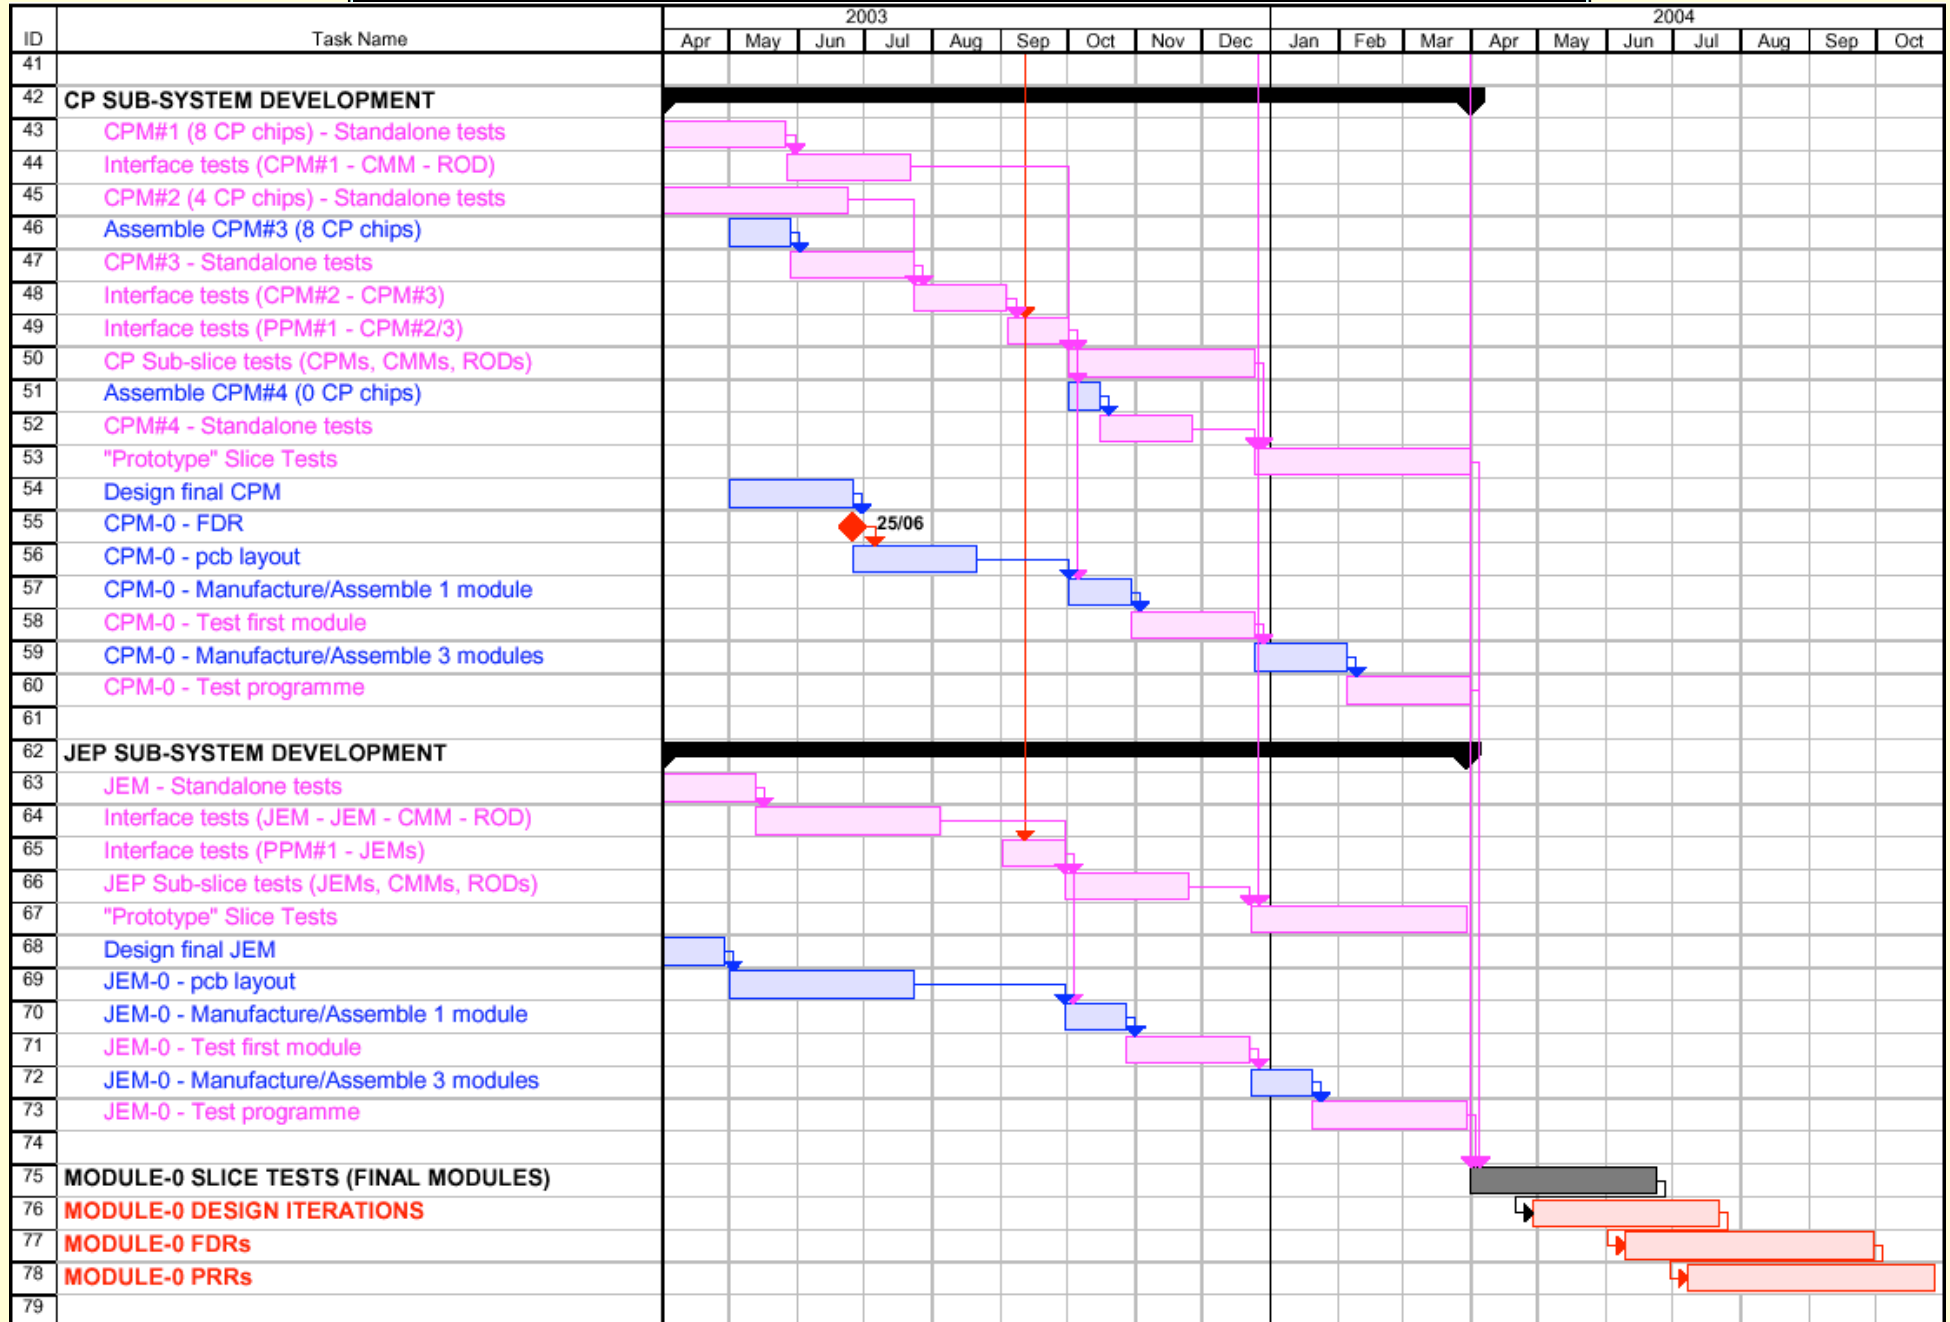 2003 2004
ID Task Name Apr May Jun Jul Aug Sep Oct Nov Dec Jan Feb Mar Apr May Jun Jul Aug Sep Oct
41
42 CP SUB-SYSTEM DEVELOPMENT
43 CPM#1 (8 CP chips) - Standalone tests
44 Interface tests (CPM#1 - CMM - ROD)
45 CPM#2 (4 CP chips) - Standalone tests
46 Assemble CPM#3 (8 CP chips)
47 CPM#3 - Standalone tests
48 Interface tests (CPM#2 - CPM#3)
49 Interface tests (PPM#1 - CPM#2/3)
50 CP Sub-slice tests (CPMs, CMMs, RODs)
51 Assemble CPM#4 (0 CP chips)
52 CPM#4 - Standalone tests
53 "Prototype" Slice Tests
54 Design final CPM
55 CPM-0 - FDR 25/06
56 CPM-0 - pcb layout
57 CPM-0 - Manufacture/Assemble 1 module
58 CPM-0 - Test first module
59 CPM-0 - Manufacture/Assemble 3 modules
60 CPM-0 - Test programme
61
62 JEP SUB-SYSTEM DEVELOPMENT
63 JEM - Standalone tests
64 Interface tests (JEM - JEM - CMM - ROD)
65 Interface tests (PPM#1 - JEMs)
66 JEP Sub-slice tests (JEMs, CMMs, RODs)
67 "Prototype" Slice Tests
68 Design final JEM
69 JEM-0 - pcb layout
70 JEM-0 - Manufacture/Assemble 1 module
71 JEM-0 - Test first module
72 JEM-0 - Manufacture/Assemble 3 modules
73 JEM-0 - Test programme
74
75 MODULE-0 SLICE TESTS (FINAL MODULES)
76 MODULE-0 DESIGN ITERATIONS
77 MODULE-0 FDRs
78 MODULE-0 PRRs
79